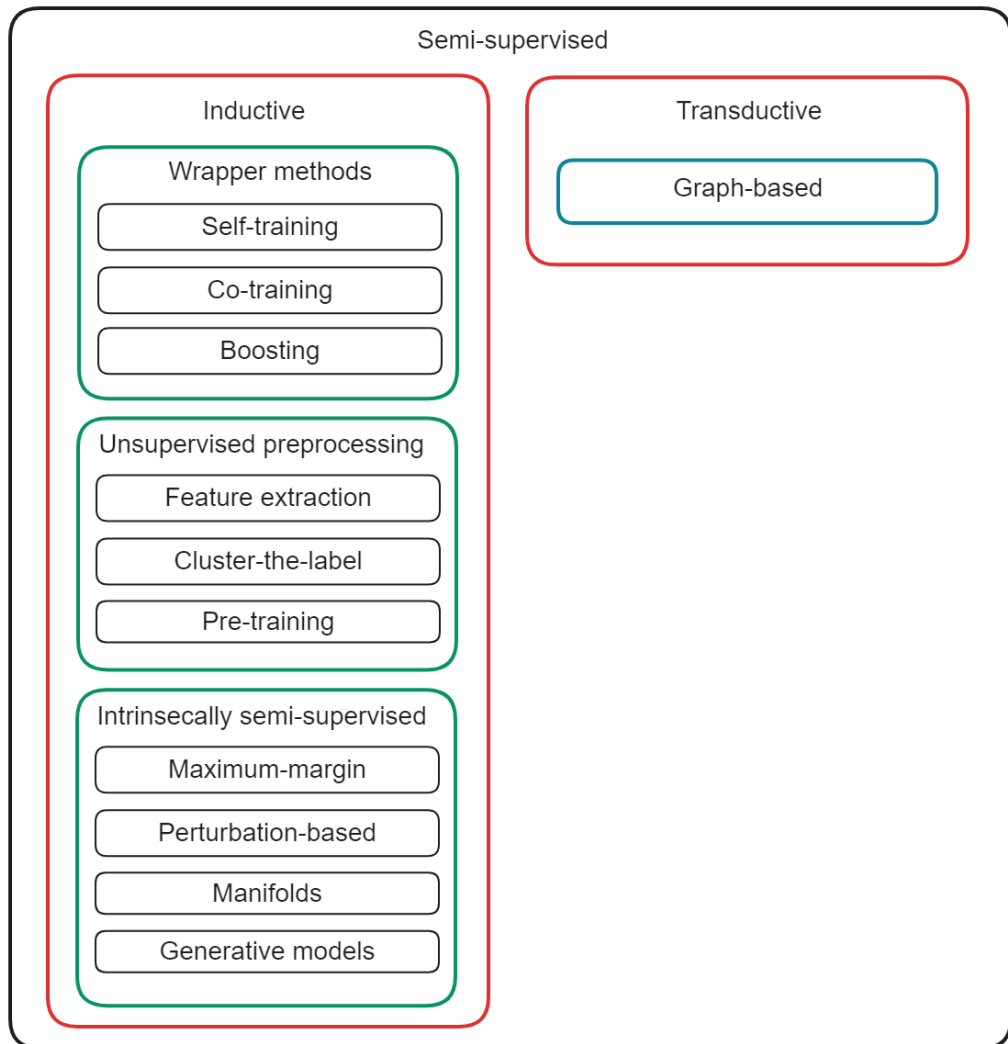 Semi-supervised
Inductive
Wrapper methods
Self-training
Co-training
Boosting
Unsupervised preprocessing
Feature extraction
Cluster-the-label
Pre-training
Intrinsecally semi-supervised
Maximum-margin
Perturbation-based
Manifolds
Generative models
Transductive
Graph-based